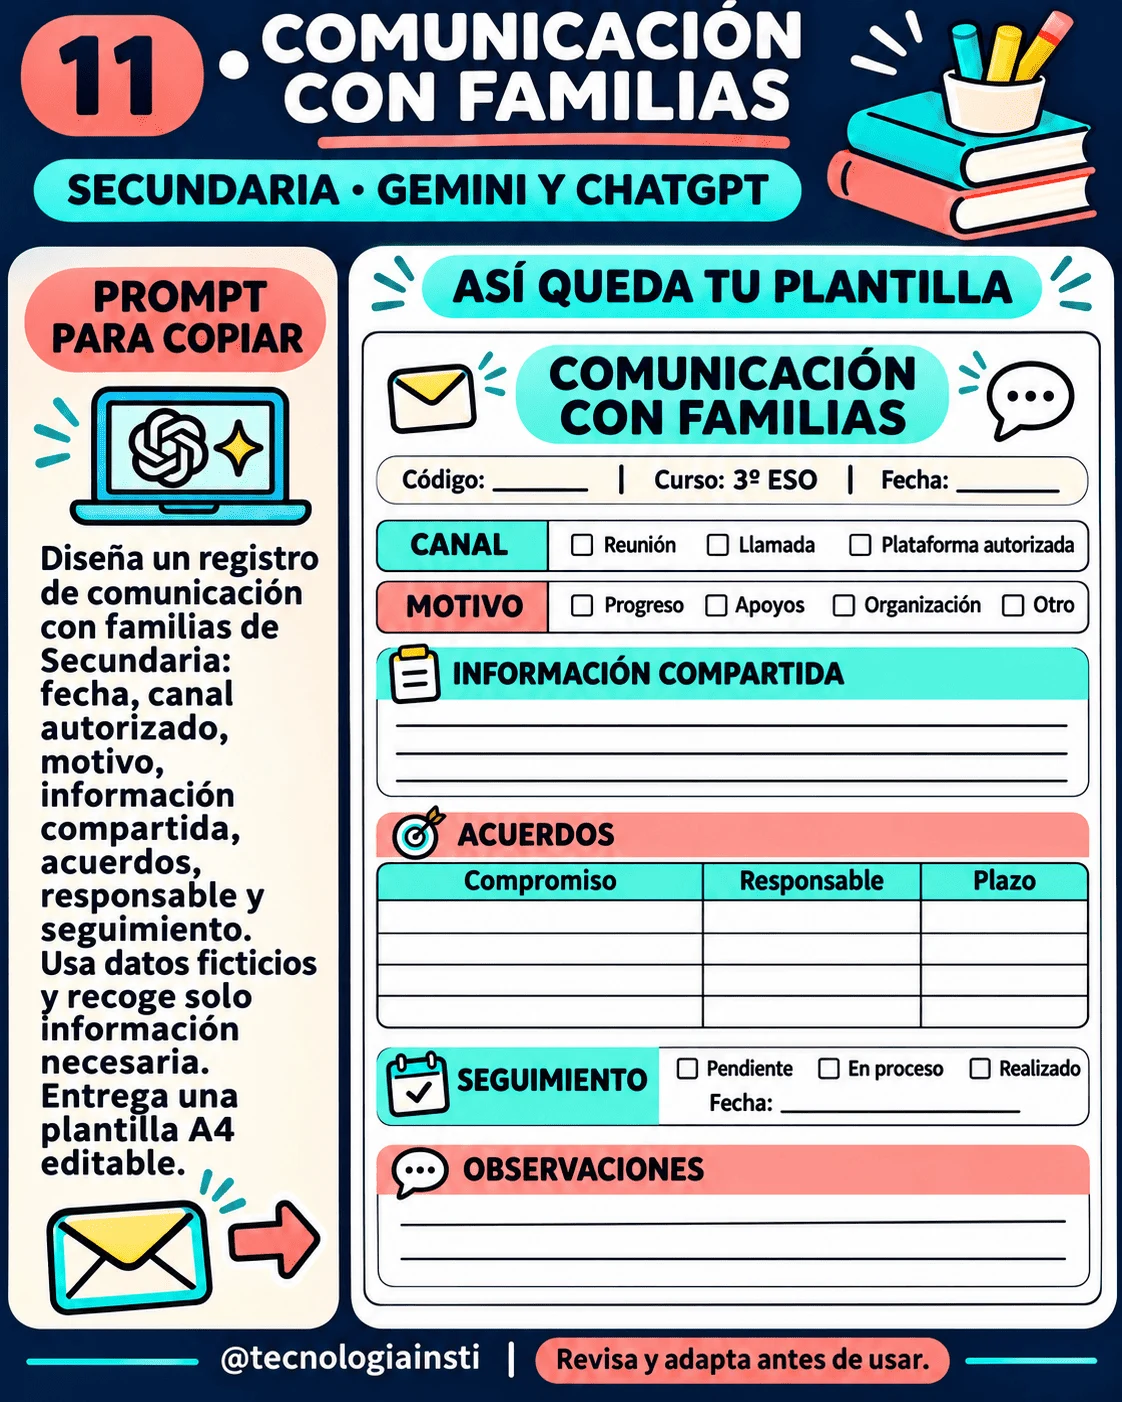 11
• COMUNICACIÓN
CON FAMILIAS
SECUNDARIA • GEMINI Y CHATGPT
PROMPT
PARA COPIAR
Diseña un registro
de comunicación
con familias de
Secundaria:
fecha, canal
autorizado,
motivo,
información
compartida,
acuerdos,
responsable y
seguimiento.
Usa datos ficticios
y recoge solo
información
necesaria.
Entrega una
plantilla A4
editable.
ASÍ QUEDA TU PLANTILLA
COMUNICACIÓN
CON FAMILIAS
Código: ________ | Curso: 3º ESO | Fecha: ________
CANAL Reunión Llamada Plataforma autorizada
MOTIVO Progreso Apoyos Organización Otro
INFORMACIÓN COMPARTIDA
ACUERDOS
Compromiso Responsable Plazo
SEGUIMIENTO Pendiente En proceso Realizado
Fecha: ____________________
OBSERVACIONES
@tecnologiainsti | Revisa y adapta antes de usar.